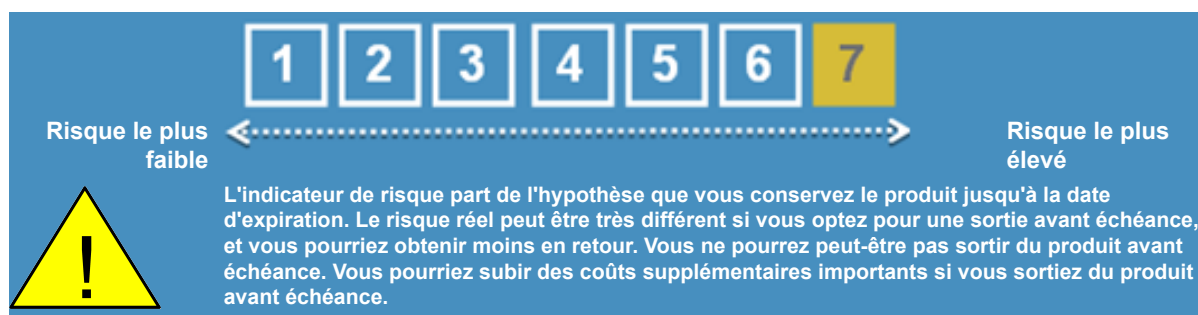 1 2 3 4 5 6 7
Risque le plus
faible
Risque le plus
élevé
!
L'indicateur de risque part de l'hypothèse que vous conservez le produit jusqu'à la date
d'expiration. Le risque réel peut être très différent si vous optez pour une sortie avant échéance,
et vous pourriez obtenir moins en retour. Vous ne pourrez peut-être pas sortir du produit avant
échéance. Vous pourriez subir des coûts supplémentaires importants si vous sortiez du produit
avant échéance.